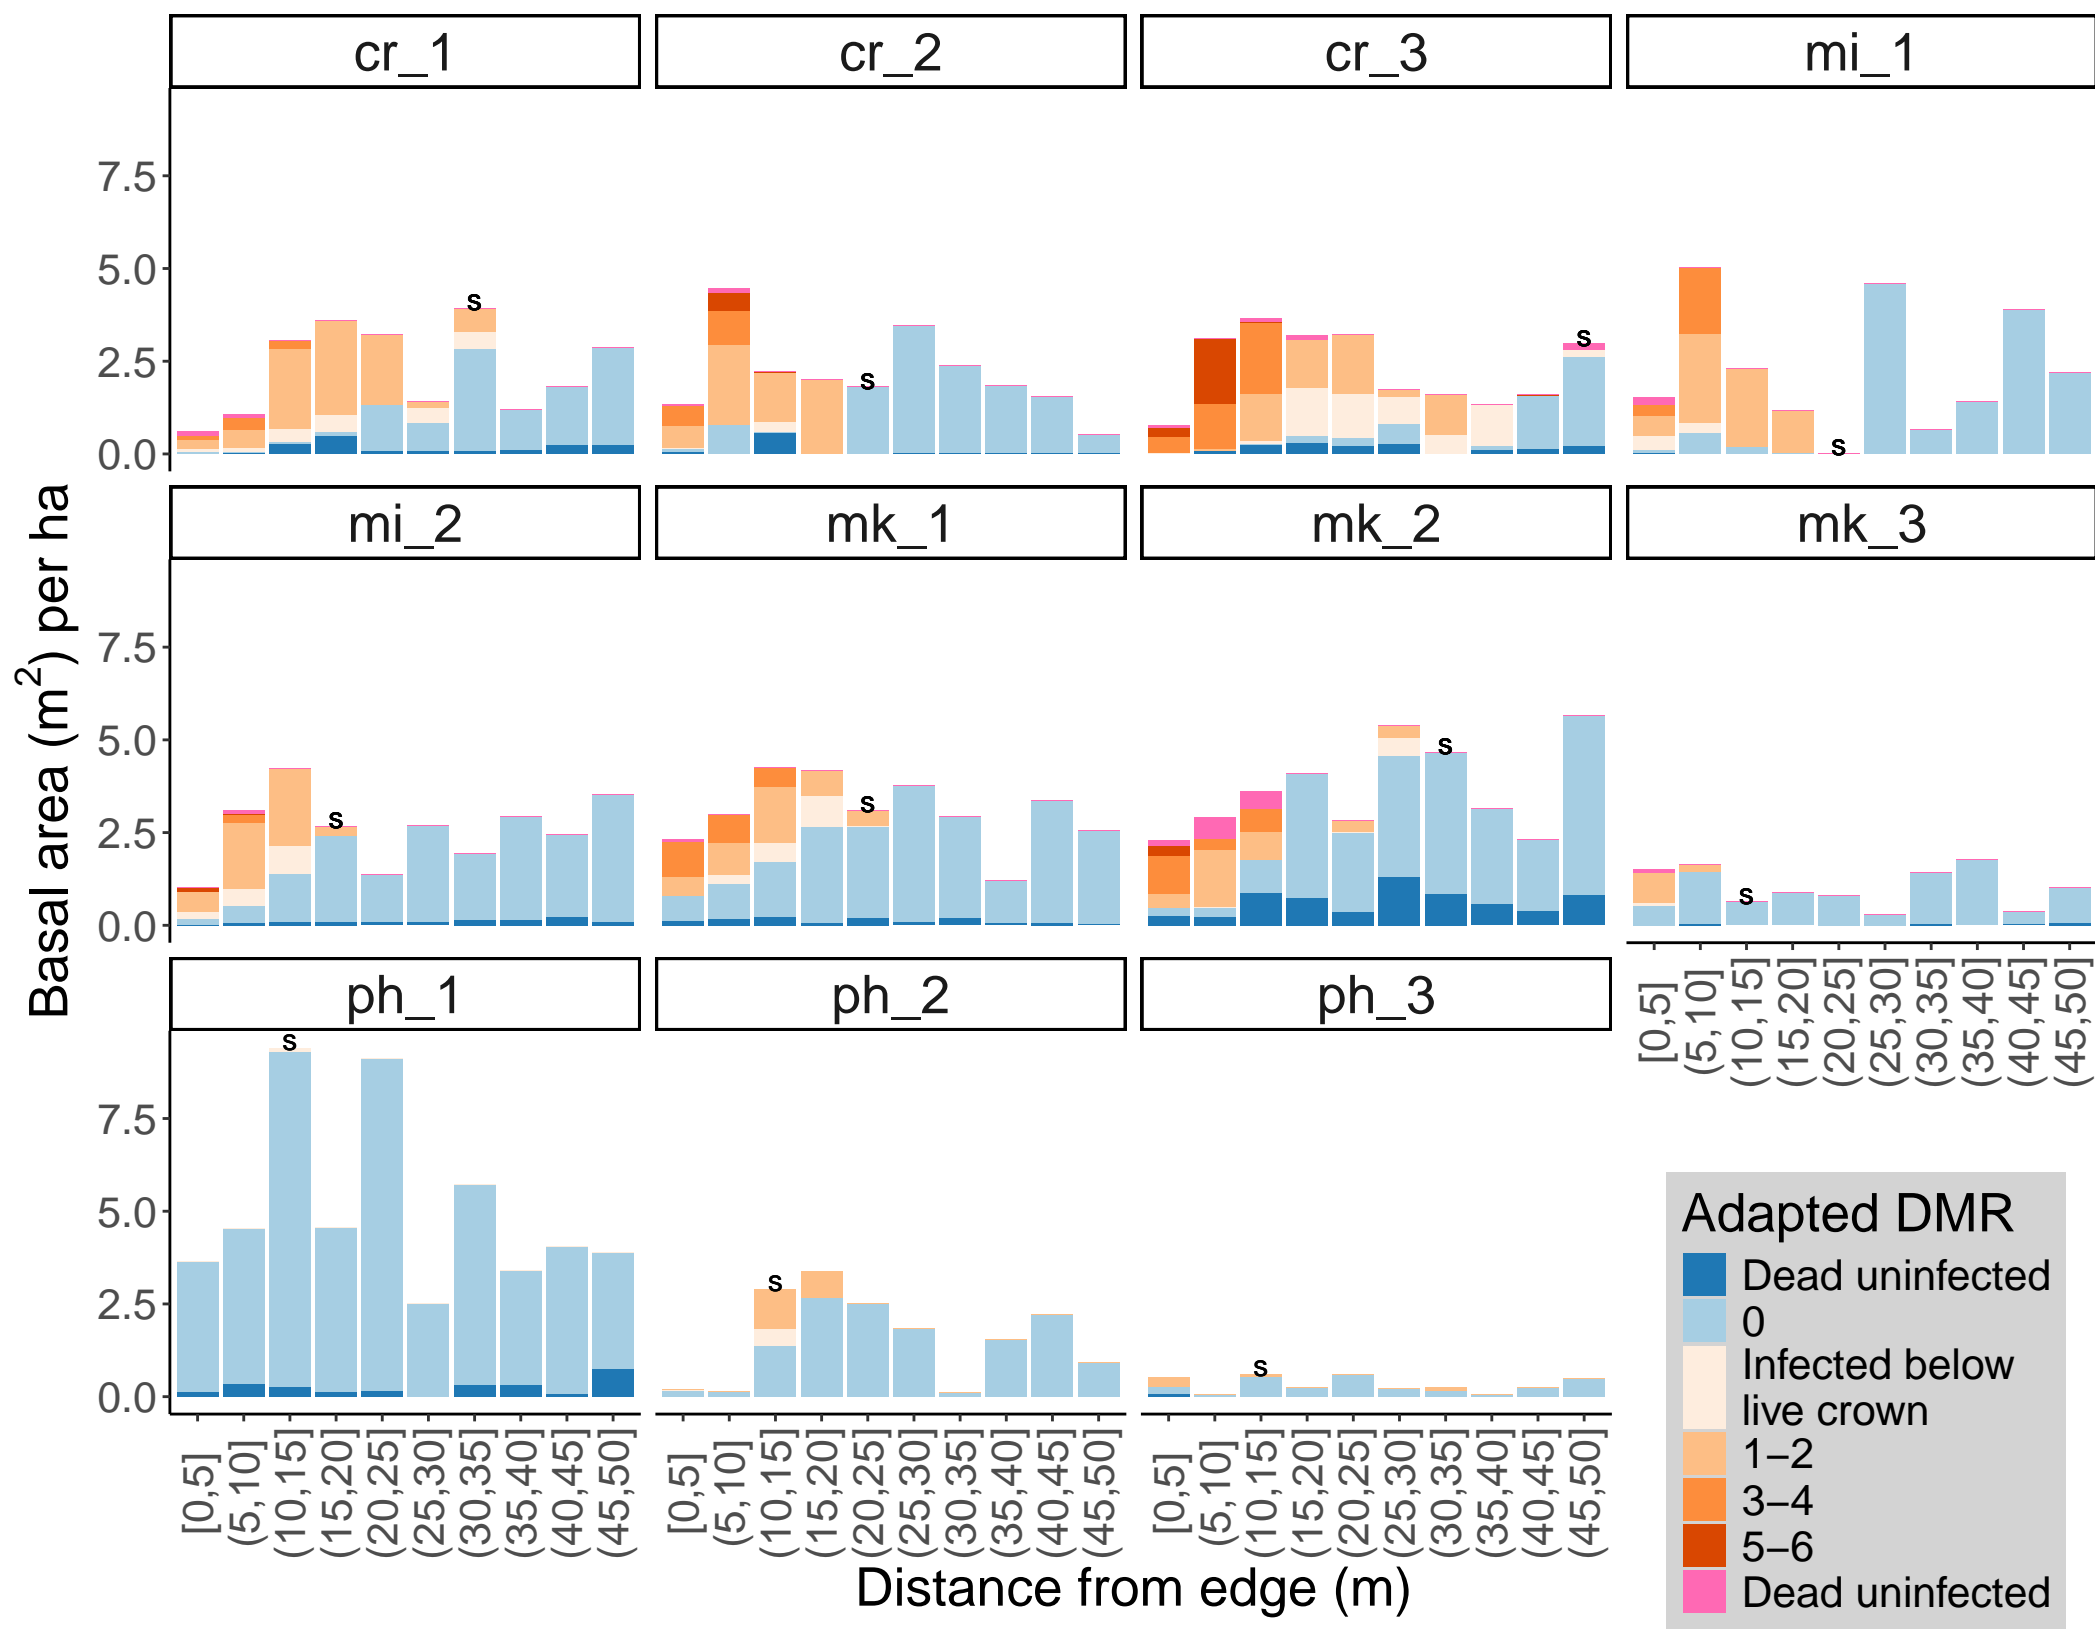 cr_1 cr_2 cr_3 mi_1
7.5
5.0
2.5
0.0
s s s s
mi_2 mk_1 mk_2 mk_3
7.5
5.0
2.5
0.0
s s s s
ph_1 ph_2 ph_3
7.5
5.0
2.5
0.0
s s s
Basal area (m2) per ha
[0,5] (5,10] (10,15] (15,20] (20,25] (25,30] (30,35] (35,40] (40,45] (45,50]
[0,5] (5,10] (10,15] (15,20] (20,25] (25,30] (30,35] (35,40] (40,45] (45,50]
[0,5] (5,10] (10,15] (15,20] (20,25] (25,30] (30,35] (35,40] (40,45] (45,50]
[0,5] (5,10] (10,15] (15,20] (20,25] (25,30] (30,35] (35,40] (40,45] (45,50]
Distance from edge (m)
Adapted DMR
Dead uninfected
0
Infected below
live crown
1−2
3−4
5−6
Dead uninfected